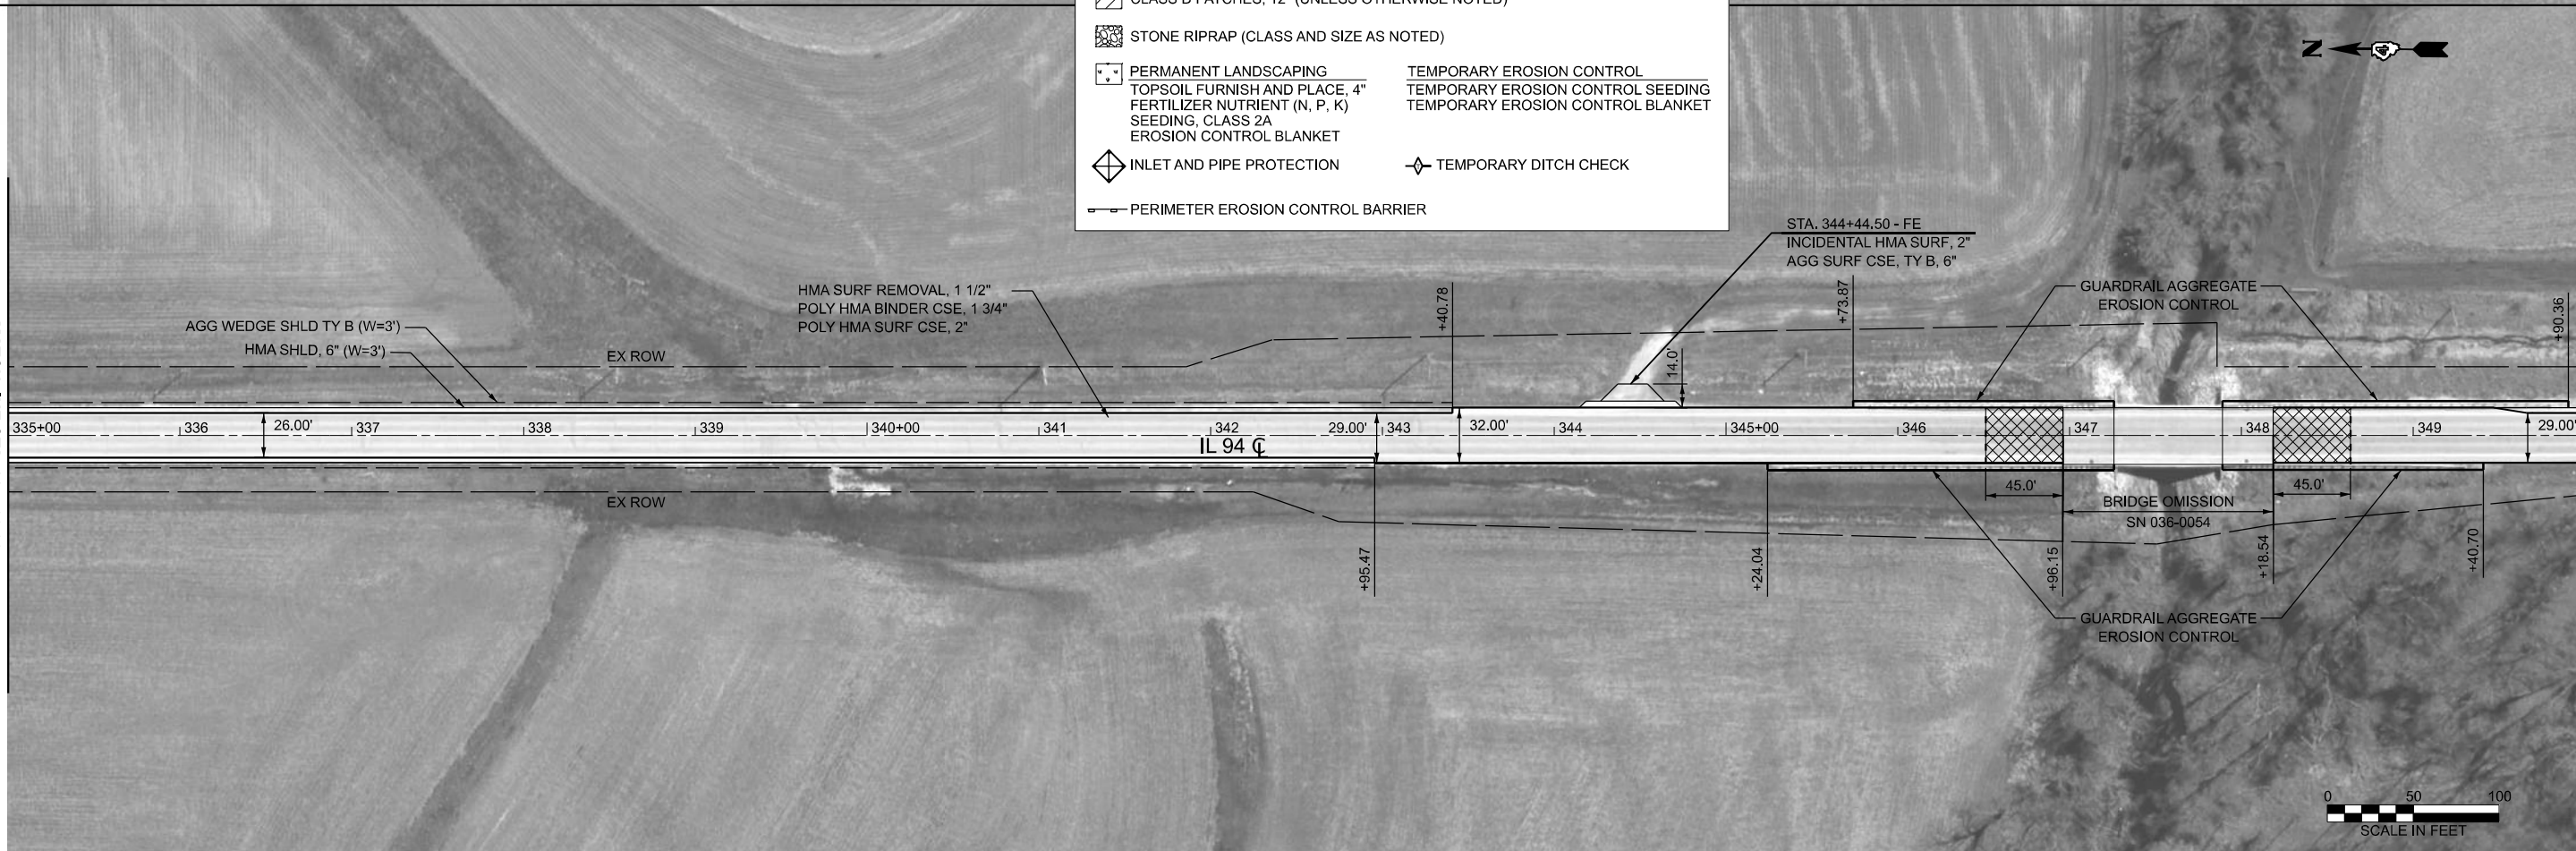 CLASS D PATCHES, 12" (UNLESS OTHERWISE NOTED)
STONE RIPRAP (CLASS AND SIZE AS NOTED)
PERMANENT LANDSCAPING
TOPSOIL FURNISH AND PLACE, 4"
FERTILIZER NUTRIENT (N, P, K)
SEEDING, CLASS 2A
EROSION CONTROL BLANKET
TEMPORARY EROSION CONTROL
TEMPORARY EROSION CONTROL SEEDING
TEMPORARY EROSION CONTROL BLANKET
INLET AND PIPE PROTECTION
TEMPORARY DITCH CHECK
PERIMETER EROSION CONTROL BARRIER
N
STA. 344+44.50 - FE
INCIDENTAL HMA SURF, 2"
AGG SURF CSE, TY B, 6"
HMA SURF REMOVAL, 1 1/2"
POLY HMA BINDER CSE, 1 3/4"
POLY HMA SURF CSE, 2"
AGG WEDGE SHLD TY B (W=3')
HMA SHLD, 6" (W=3')
EX ROW
+40.78
14.0'
+73.87
GUARDRAIL AGGREGATE
EROSION CONTROL
+90.36
335+00
336
26.00'
337
338
339
340+00
341
342
29.00'
343
32.00'
344
345+00
346
347
348
349
29.00'
IL 94 ℄
EX ROW
45.0'
BRIDGE OMISSION
SN 036-0054
45.0'
+95.47
+24.04
+96.15
+18.54
+40.70
GUARDRAIL AGGREGATE
EROSION CONTROL
0 50 100
SCALE IN FEET